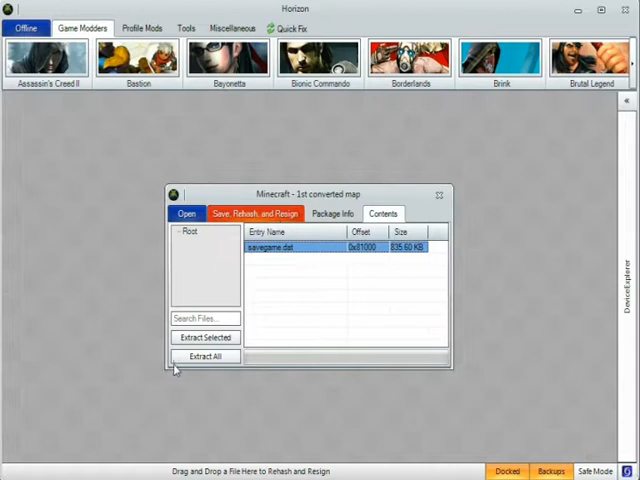 Horizon
Offline Game Modders Profile Mods Tools Miscellaneous Quick Fix
Assassin's Creed II Bastion Bayonetta Bionic Commando Borderlands Brink Brutal Legend
«
Minecraft - 1st converted map
Open Save, Rehash, and Resign Package Info Contents
Root Entry Name Offset Size
savegame.dat 0x81000 835.60 KB
Search Files...
Extract Selected
Extract All
DeviceExplorer
Drag and Drop a File Here to Rehash and Resign Docked Backups Safe Mode